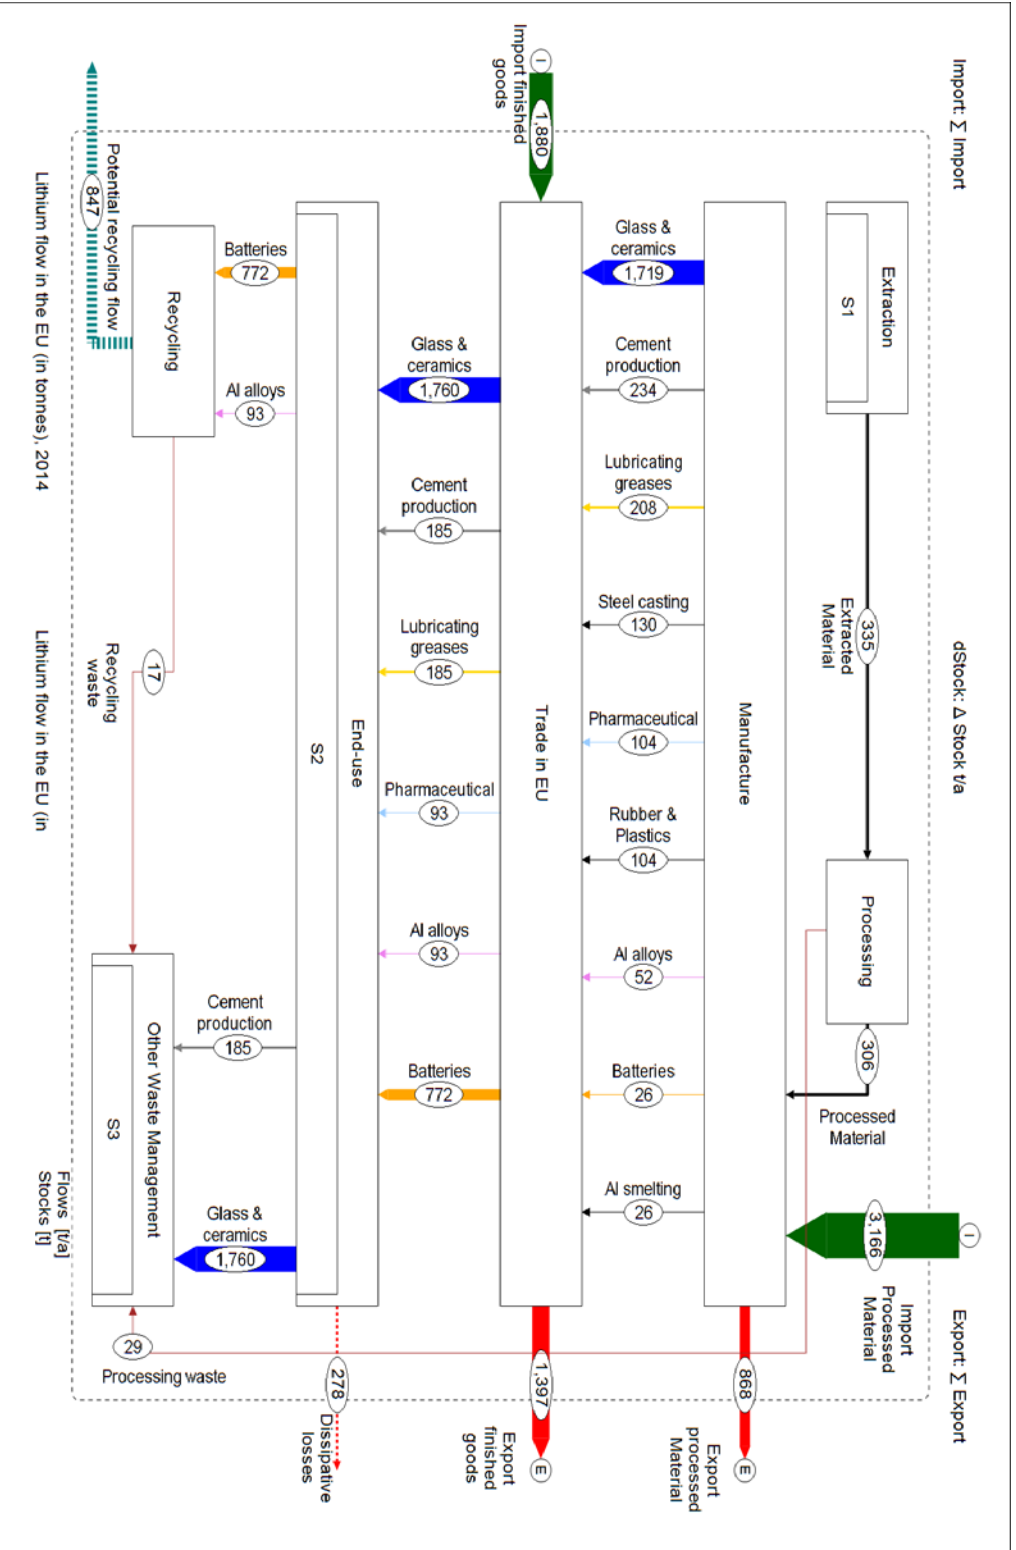 Import: ∑ Import
dStock: Δ Stock t/a
Export: ∑ Export
I
Import finished
goods
1,880
Extraction
S1
335
Extracted
Material
Processing
306
Processed
Material
I
3,166
Import
Processed
Material
Glass &
ceramics
1,719
Cement
production
234
Lubricating
greases
208
Steel casting
130
Pharmaceutical
104
Rubber &
Plastics
104
Al alloys
52
Batteries
26
Al smelting
26
Manufacture
868
E
Export
processed
Material
Trade in EU
1,397
E
Export
finished
goods
Glass &
ceramics
1,760
Cement
production
185
Lubricating
greases
185
Pharmaceutical
93
Al alloys
93
Batteries
772
End-use
S2
278
Dissipative
losses
Batteries
772
Al alloys
93
Cement
production
185
Glass &
ceramics
1,760
Recycling
847
Potential recycling flow
17
Recycling
waste
Other Waste Management
S3
29
Processing waste
Lithium flow in the EU (in tonnes), 2014
Lithium flow in the EU (in
Flows [t/a]
Stocks [t]